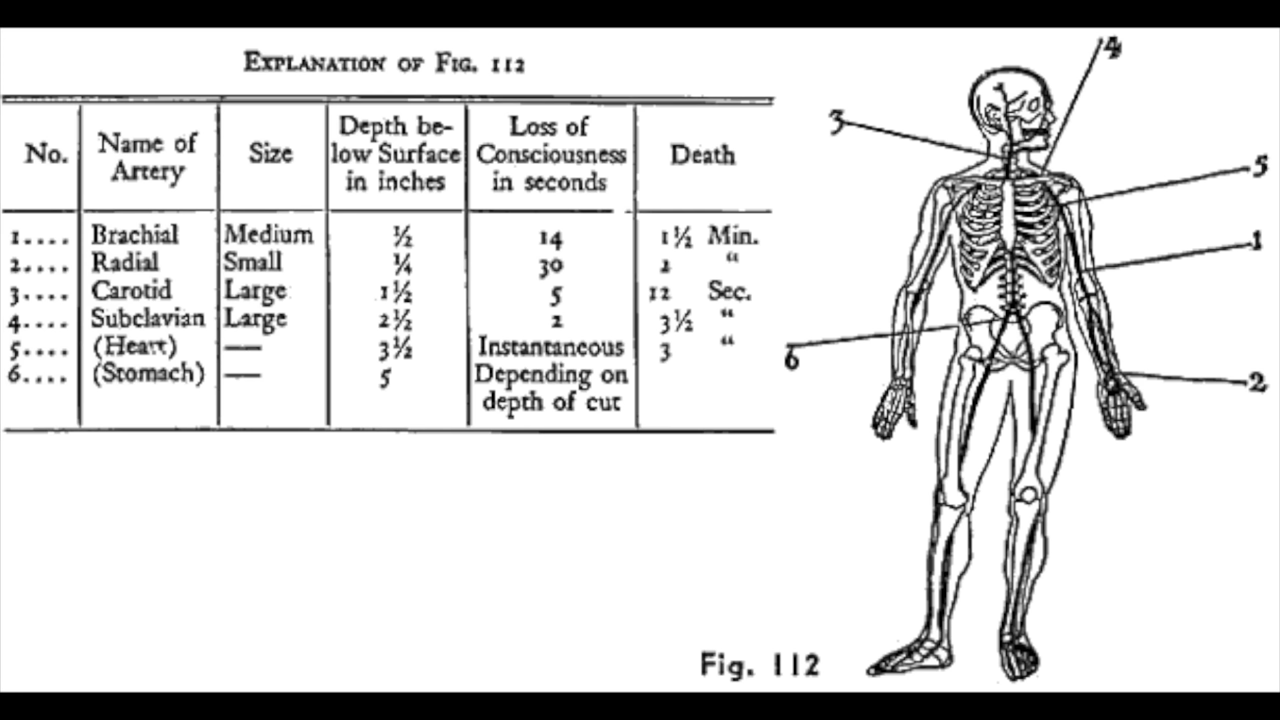 EXPLANATION OF FIG. 112
No. Name of Artery Size Depth be-low Surface in inches Loss of Consciousness in seconds Death
1.... Brachial Medium ½ 14 1½ Min.
2.... Radial Small ¼ 30 2 “
3.... Carotid Large 1½ 5 12 Sec.
4.... Subclavian Large 2½ 2 3½ “
5.... (Heart) — 3½ Instantaneous 3 “
6.... (Stomach) — 5 Depending on depth of cut
4
3
5
1
6
2
Fig. 112